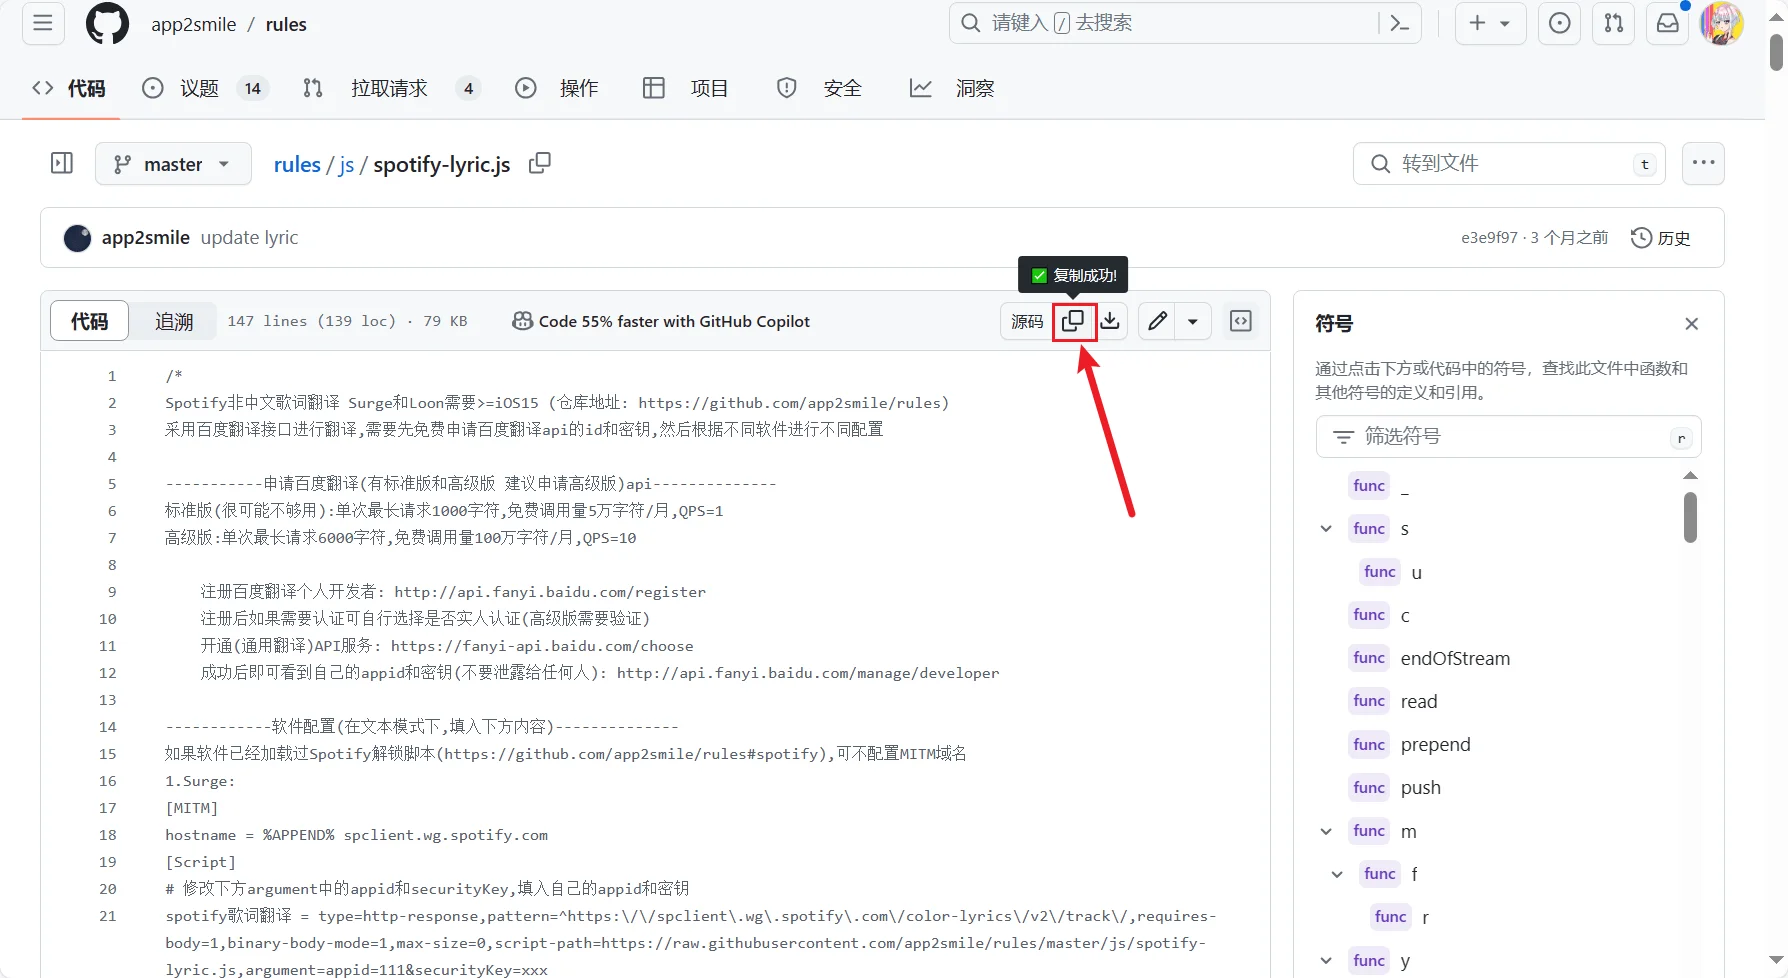 app2smile / rules
请键入 / 去搜索
代码
议题 14
拉取请求 4
操作
项目
安全
洞察
master
rules / js / spotify-lyric.js
转到文件 t
app2smile update lyric
e3e9f97 · 3 个月之前
历史
✅ 复制成功!
代码
追溯
147 lines (139 loc) · 79 KB
Code 55% faster with GitHub Copilot
源码
1 /*
2 Spotify非中文歌词翻译 Surge和Loon需要>=iOS15 (仓库地址: https://github.com/app2smile/rules)
3 采用百度翻译接口进行翻译,需要先免费申请百度翻译api的id和密钥,然后根据不同软件进行不同配置
4
5 -----------申请百度翻译(有标准版和高级版 建议申请高级版)api--------------
6 标准版(很可能不够用):单次最长请求1000字符,免费调用量5万字符/月,QPS=1
7 高级版:单次最长请求6000字符,免费调用量100万字符/月,QPS=10
8
9 注册百度翻译个人开发者: http://api.fanyi.baidu.com/register
10 注册后如果需要认证可自行选择是否实人认证(高级版需要验证)
11 开通(通用翻译)API服务: https://fanyi-api.baidu.com/choose
12 成功后即可看到自己的appid和密钥(不要泄露给任何人): http://api.fanyi.baidu.com/manage/developer
13
14 ------------软件配置(在文本模式下,填入下方内容)--------------
15 如果软件已经加载过Spotify解锁脚本(https://github.com/app2smile/rules#spotify),可不配置MITM域名
16 1.Surge:
17 [MITM]
18 hostname = %APPEND% spclient.wg.spotify.com
19 [Script]
20 # 修改下方argument中的appid和securityKey,填入自己的appid和密钥
21 spotify歌词翻译 = type=http-response,pattern=^https:\/\/spclient\.wg\.spotify\.com\/color-lyrics\/v2\/track\/,requires-
body=1,binary-body-mode=1,max-size=0,script-path=https://raw.githubusercontent.com/app2smile/rules/master/js/spotify-
lyric.js,argument=appid=111&securityKey=xxx
符号
通过点击下方或代码中的符号，查找此文件中函数和
其他符号的定义和引用。
筛选符号 r
func _
func s
func u
func c
func endOfStream
func read
func prepend
func push
func m
func f
func r
func y